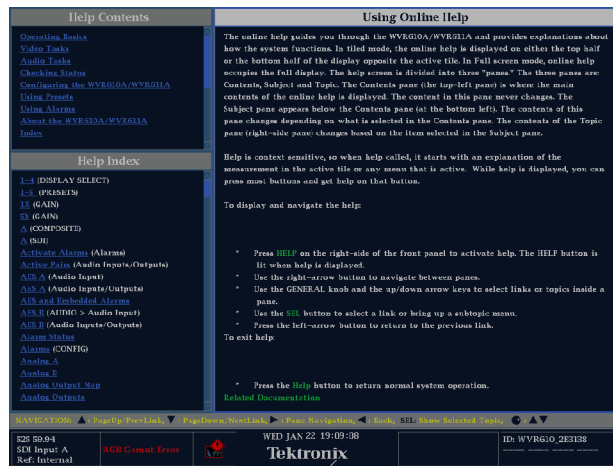 Help Contents
Operating Basics
Video Tasks
Audio Tasks
Checking Status
Configuring the WVR610A/WVR611A
Using Presets
Using Alarms
About the WVR610A/WVR611A
Index
Help Index
1-4 (DISPLAY SELECT)
1-5 (PRESETS)
1X (GAIN)
5X (GAIN)
A (COMPOSITE)
A (SDI)
Activate Alarms (Alarms)
Active Pairs (Audio Inputs/Outputs)
AES A (Audio Input)
AES A (Audio Inputs/Outputs)
AES and Embedded Alarms
AES B (AUDIO > Audio Input)
AES B (Audio Inputs/Outputs)
Alarm Status
Alarms (CONFIG)
Analog A
Analog B
Analog Output Map
Analog Outputs
Using Online Help
The online help guides you through the WVR610A/WVR611A and provides explanations about
how the system functions. In tiled mode, the online help is displayed on either the top half
or the bottom half of the display opposite the active tile. In Full screen mode, online help
occupies the full display. The help screen is divided into three "panes." The three panes are:
Contents, Subject and Topic. The Contents pane (the top-left pane) is where the main
contents of the online help is displayed. The content in this pane never changes. The
Subject pane appears below the Contents pane (at the bottom left). The contents of this
pane changes depending on what is selected in the Contents pane. The contents of the Topic
pane (right-side pane) changes based on the item selected in the Subject pane.
Help is context sensitive, so when help called, it starts with an explanation of the
measurement in the active tile or any menu that is active. While help is displayed, you can
press most buttons and get help on that button.
To display and navigate the help:
" Press HELP on the right-side of the front panel to activate help. The HELP button is
lit when help is displayed.
" Use the right-arrow button to navigate between panes.
" Use the GENERAL knob and the up/down arrow keys to select links or topics inside a
pane.
" Use the SEL button to select a link or bring up a subtopic menu.
" Press the left-arrow button to return to the previous link.
To exit help:
" Press the Help button to return normal system operation.
Related Documentation
NAVIGATION: ▲: PageUp/PrevLink, ▼: PageDown/NextLink, ►: Pane Navigation, ◄: Back, SEL: Show Selected Topic, : ▲▼
525 59.94
SDI Input A
Ref: Internal
RGB Gamut Error
WED JAN 22 19:09:08
Tektronix
ID: WVR610_2E3138
---- ---- ---- ----